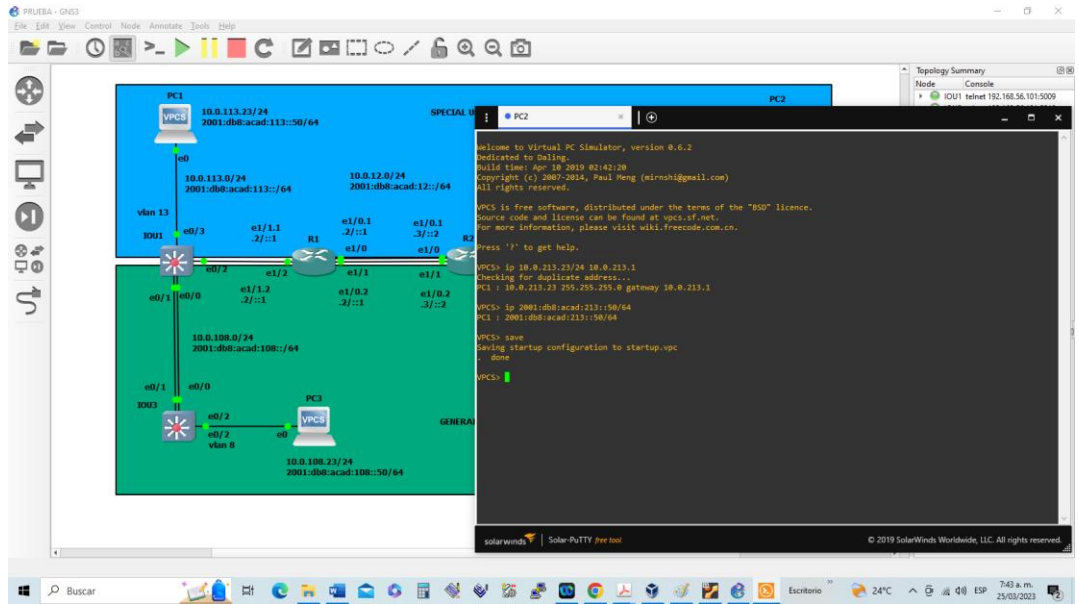 PRUEBA - GNS3
File Edit View Control Node Annotate Tools Help
Topology Summary
Node Console
IOU1 telnet 192.168.56.101:5009
PC1
VPCS
10.0.113.23/24
2001:db8:acad:113::50/64
SPECIAL
PC2
e0
10.0.113.0/24
2001:db8:acad:113::/64
10.0.12.0/24
2001:db8:acad:12::/64
vlan 13
IOU1
e0/3
e1/1.1
.2/::1
R1
e1/0.1
.2/::1
e1/0.1
.3/::2
R2
e1/0
e1/0
e0/2
e1/2
e1/1
e1/1
e0/1
e0/0
e1/1.2
.2/::1
e1/0.2
.2/::1
e1/0.2
.3/::2
10.0.108.0/24
2001:db8:acad:108::/64
e0/1
e0/0
IOU3
PC3
VPCS
e0/2
e0/2
e0
vlan 8
GENERA
10.0.108.23/24
2001:db8:acad:108::50/64
PC2
Welcome to Virtual PC Simulator, version 0.6.2
Dedicated to Daling.
Build time: Apr 10 2019 02:42:20
Copyright (c) 2007-2014, Paul Meng (mirnshi@gmail.com)
All rights reserved.
VPCS is free software, distributed under the terms of the "BSD" licence.
Source code and license can be found at vpcs.sf.net.
For more information, please visit wiki.freecode.com.cn.
Press '?' to get help.
VPCS> ip 10.0.213.23/24 10.0.213.1
Checking for duplicate address...
PC1 : 10.0.213.23 255.255.255.0 gateway 10.0.213.1
VPCS> ip 2001:db8:acad:213::50/64
PC1 : 2001:db8:acad:213::50/64
VPCS> save
Saving startup configuration to startup.vpc
. done
VPCS>
solarwinds Solar-PuTTY free tool
© 2019 SolarWinds Worldwide, LLC. All rights reserved.
Buscar
Escritorio
24°C
ESP
7:43 a. m.
25/03/2023